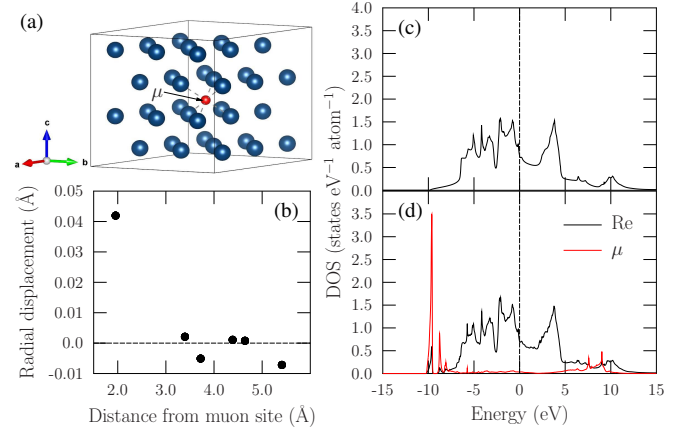 (a)
μ
c
a
b
(b)
0.05
0.04
0.03
0.02
0.01
0.0
-0.01
Radial displacement (Å)
2.0
3.0
4.0
5.0
Distance from muon site (Å)
(c)
4.0
3.5
3.0
2.5
2.0
1.5
1.0
0.5
0.0
DOS (states eV⁻¹ atom⁻¹)
(d)
Re
μ
3.5
3.0
2.5
2.0
1.5
1.0
0.5
0.0
-15
-10
-5
0
5
10
15
Energy (eV)